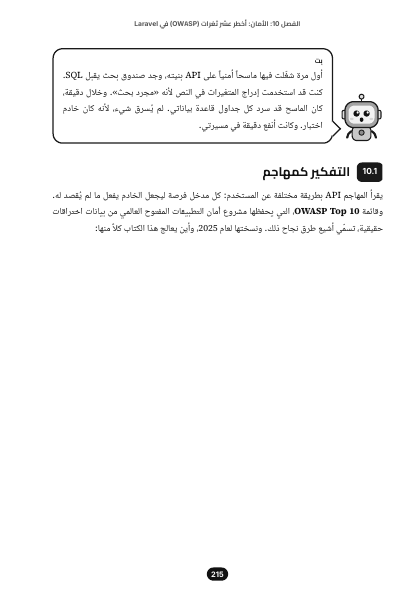 الفصل 10: الأمان: أخطر عشر ثغرات (OWASP) في Laravel
بت
أول مرة شغّلت فيها ماسحاً أمنياً على API بنيته، وجد صندوق بحث يقبل SQL.
كنت قد استخدمت إدراج المتغيرات في النص لأنه «مجرد بحث». وخلال دقيقة،
كان الماسح قد سرد كل جداول قاعدة بياناتي. لم يُسرق شيء، لأنه كان خادم
اختبار. وكانت أنفع دقيقة في مسيرتي.
10.1 التفكير كمهاجم
يقرأ المهاجم API بطريقة مختلفة عن المستخدم: كل مدخل فرصة ليجعل الخادم يفعل ما لم يُقصد له.
وقائمة OWASP Top 10، التي يحفظها مشروع أمان التطبيقات المفتوح العالمي من بيانات اختراقات
حقيقية، تسمّي أشيع طرق نجاح ذلك. ونسختها لعام 2025، وأين يعالج هذا الكتاب كلاً منها:
215